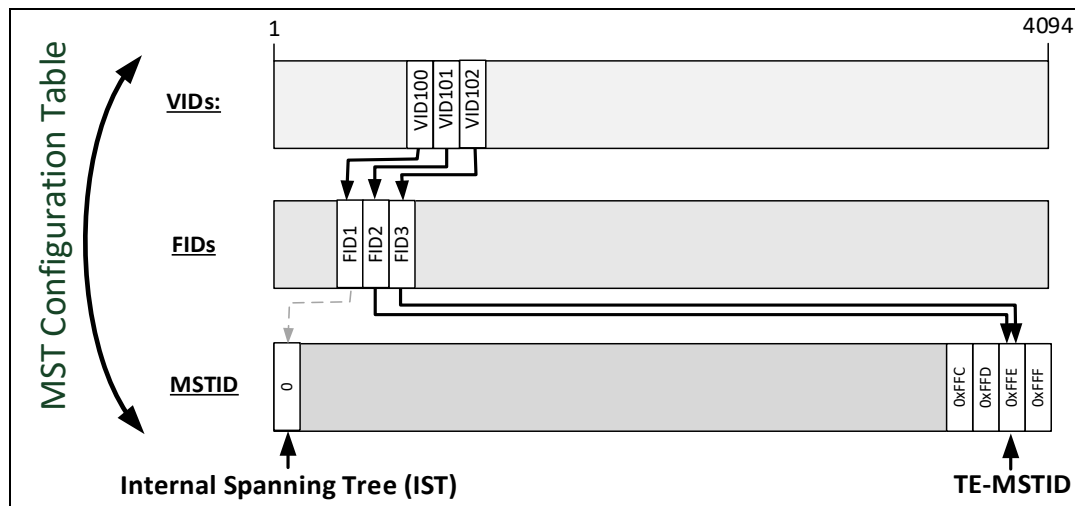 MST Configuration Table
1
4094
VIDs:
VID100
VID101
VID102
FIDs
FID1
FID2
FID3
MSTID
0
0xFFC
0xFFD
0xFFE
0xFFF
Internal Spanning Tree (IST)
TE-MSTID